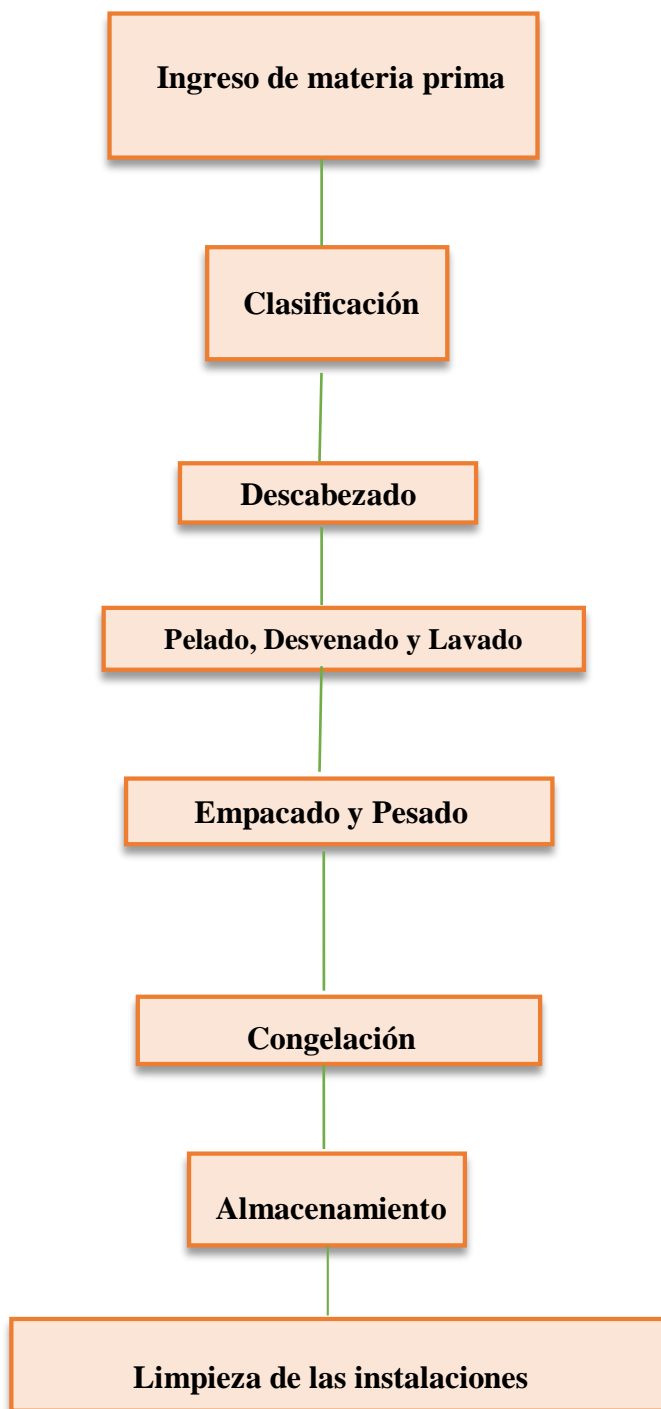 Ingreso de materia prima
Clasificación
Descabezado
Pelado, Desvenado y Lavado
Empacado y Pesado
Congelación
Almacenamiento
Limpieza de las instalaciones